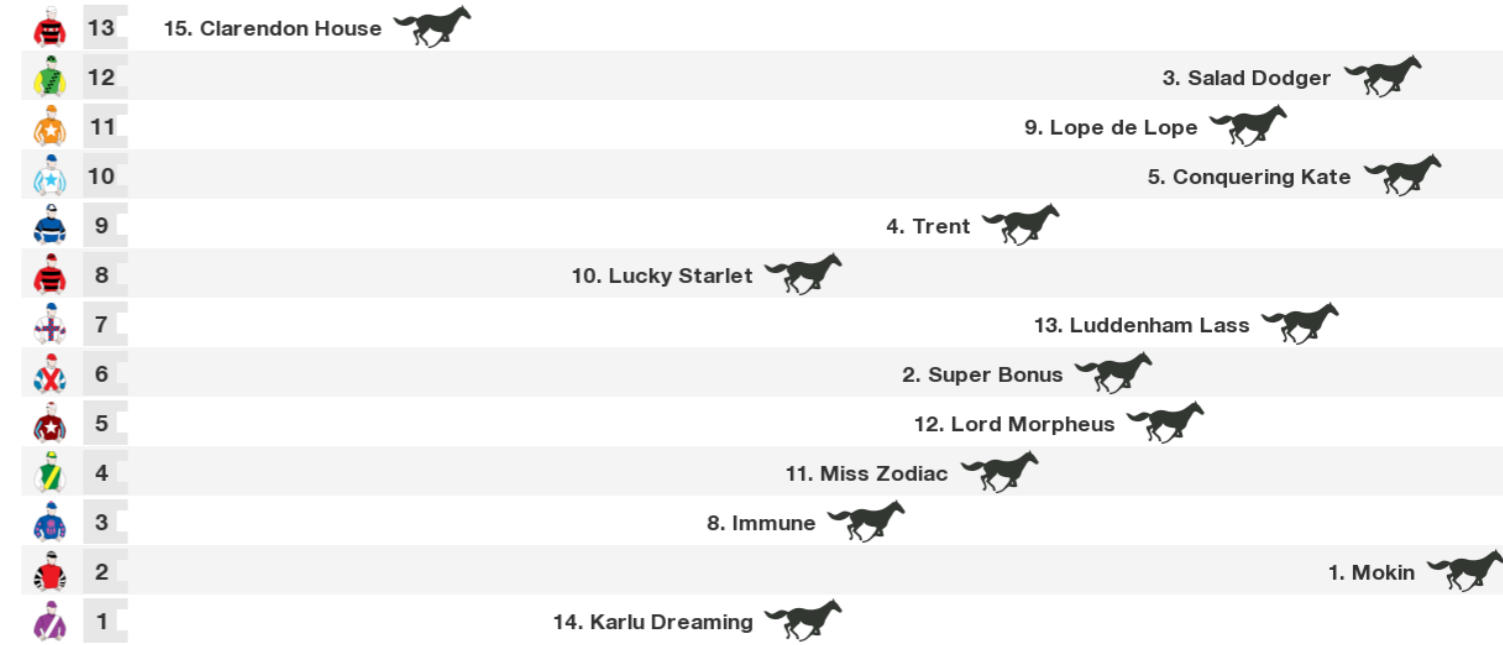 13 15. Clarendon House
12 3. Salad Dodger
11 9. Lope de Lope
10 5. Conquering Kate
9 4. Trent
8 10. Lucky Starlet
7 13. Luddenham Lass
6 2. Super Bonus
5 12. Lord Morpheus
4 11. Miss Zodiac
3 8. Immune
2 1. Mokin
1 14. Karlu Dreaming